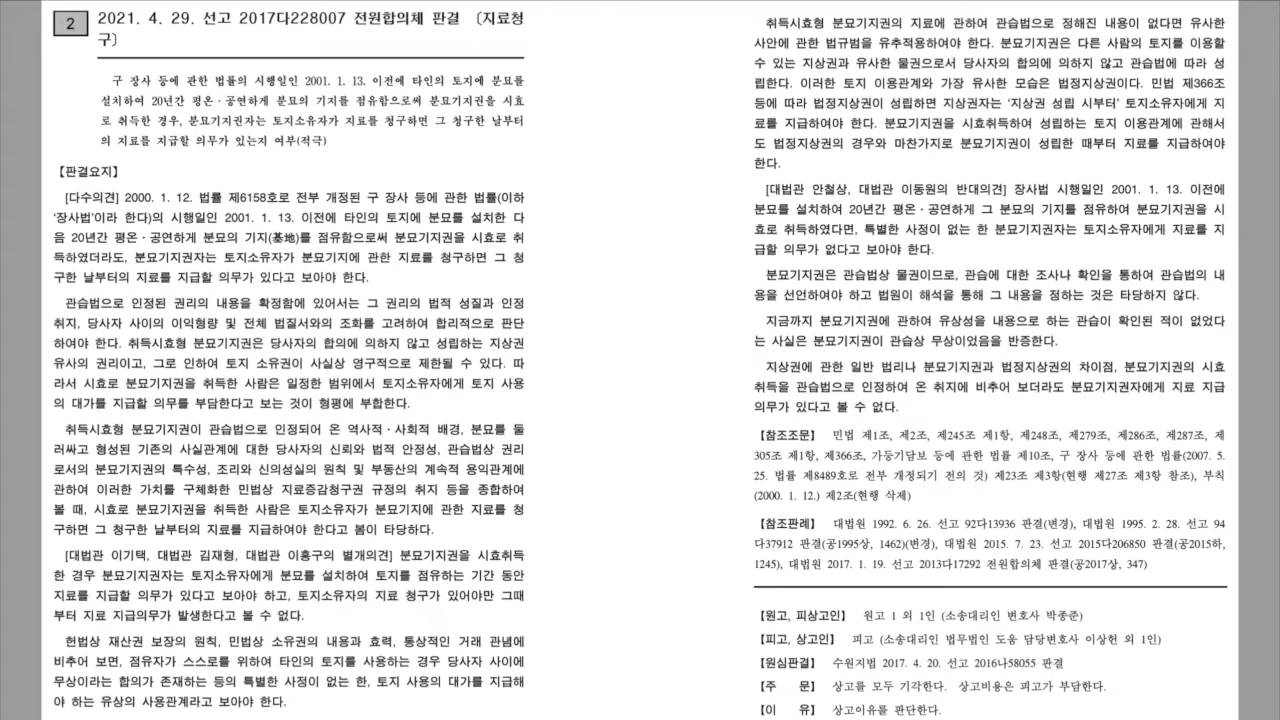 2
2021. 4. 29. 선고 2017다228007 전원합의체 판결 〔지료청
구〕
구 장사 등에 관한 법률의 시행일인 2001. 1. 13. 이전에 타인의 토지에 분묘를
설치하여 20년간 평온·공연하게 분묘의 기지를 점유함으로써 분묘기지권을 시효
로 취득한 경우, 분묘기지권자는 토지소유자가 지료를 청구하면 그 청구한 날부터
의 지료를 지급할 의무가 있는지 여부(적극)
【판결요지】
[다수의견] 2000. 1. 12. 법률 제6158호로 전부 개정된 구 장사 등에 관한 법률(이하
‘장사법’이라 한다)의 시행일인 2001. 1. 13. 이전에 타인의 토지에 분묘를 설치한 다
음 20년간 평온·공연하게 분묘의 기지(基地)를 점유함으로써 분묘기지권을 시효로 취
득하였더라도, 분묘기지권자는 토지소유자가 분묘기지에 관한 지료를 청구하면 그 청
구한 날부터의 지료를 지급할 의무가 있다고 보아야 한다.
관습법으로 인정된 권리의 내용을 확정함에 있어서는 그 권리의 법적 성질과 인정
취지, 당사자 사이의 이익형량 및 전체 법질서와의 조화를 고려하여 합리적으로 판단
하여야 한다. 취득시효형 분묘기지권은 당사자의 합의에 의하지 않고 성립하는 지상권
유사의 권리이고, 그로 인하여 토지 소유권이 사실상 영구적으로 제한될 수 있다. 따
라서 시효로 분묘기지권을 취득한 사람은 일정한 범위에서 토지소유자에게 토지 사용
의 대가를 지급할 의무를 부담한다고 보는 것이 형평에 부합한다.
취득시효형 분묘기지권이 관습법으로 인정되어 온 역사적·사회적 배경, 분묘를 둘
러싸고 형성된 기존의 사실관계에 대한 당사자의 신뢰와 법적 안정성, 관습법상 권리
로서의 분묘기지권의 특수성, 조리와 신의성실의 원칙 및 부동산의 계속적 용익관계에
관하여 이러한 가치를 구체화한 민법상 지료증감청구권 규정의 취지 등을 종합하여
볼 때, 시효로 분묘기지권을 취득한 사람은 토지소유자가 분묘기지에 관한 지료를 청
구하면 그 청구한 날부터의 지료를 지급하여야 한다고 봄이 타당하다.
[대법관 이기택, 대법관 김재형, 대법관 이흥구의 별개의견] 분묘기지권을 시효취득
한 경우 분묘기지권자는 토지소유자에게 분묘를 설치하여 토지를 점유하는 기간 동안
지료를 지급할 의무가 있다고 보아야 하고, 토지소유자의 지료 청구가 있어야만 그때
부터 지료 지급의무가 발생한다고 볼 수 없다.
헌법상 재산권 보장의 원칙, 민법상 소유권의 내용과 효력, 통상적인 거래 관념에
비추어 보면, 점유자가 스스로를 위하여 타인의 토지를 사용하는 경우 당사자 사이에
무상이라는 합의가 존재하는 등의 특별한 사정이 없는 한, 토지 사용의 대가를 지급해
야 하는 유상의 사용관계라고 보아야 한다.
취득시효형 분묘기지권의 지료에 관하여 관습법으로 정해진 내용이 없다면 유사한
사안에 관한 법규범을 유추적용하여야 한다. 분묘기지권은 다른 사람의 토지를 이용할
수 있는 지상권과 유사한 물권으로서 당사자의 합의에 의하지 않고 관습법에 따라 성
립한다. 이러한 토지 이용관계와 가장 유사한 모습은 법정지상권이다. 민법 제366조
등에 따라 법정지상권이 성립하면 지상권자는 ‘지상권 성립 시부터’ 토지소유자에게 지
료를 지급하여야 한다. 분묘기지권을 시효취득하여 성립하는 토지 이용관계에 관해서
도 법정지상권의 경우와 마찬가지로 분묘기지권이 성립한 때부터 지료를 지급하여야
한다.
[대법관 안철상, 대법관 이동원의 반대의견] 장사법 시행일인 2001. 1. 13. 이전에
분묘를 설치하여 20년간 평온·공연하게 그 분묘의 기지를 점유하여 분묘기지권을 시
효로 취득하였다면, 특별한 사정이 없는 한 분묘기지권자는 토지소유자에게 지료를 지
급할 의무가 없다고 보아야 한다.
분묘기지권은 관습법상 물권이므로, 관습에 대한 조사나 확인을 통하여 관습법의 내
용을 선언하여야 하고 법원이 해석을 통해 그 내용을 정하는 것은 타당하지 않다.
지금까지 분묘기지권에 관하여 유상성을 내용으로 하는 관습이 확인된 적이 없었다
는 사실은 분묘기지권이 관습상 무상이었음을 반증한다.
지상권에 관한 일반 법리나 분묘기지권과 법정지상권의 차이점, 분묘기지권의 시효
취득을 관습법으로 인정하여 온 취지에 비추어 보더라도 분묘기지권자에게 지료 지급
의무가 있다고 볼 수 없다.
【참조조문】 민법 제1조, 제2조, 제245조 제1항, 제248조, 제279조, 제286조, 제287조, 제
305조 제1항, 제366조, 가등기담보 등에 관한 법률 제10조, 구 장사 등에 관한 법률(2007. 5.
25. 법률 제8489호로 전부 개정되기 전의 것) 제23조 제3항(현행 제27조 제3항 참조), 부칙
(2000. 1. 12.) 제2조(현행 삭제)
【참조판례】 대법원 1992. 6. 26. 선고 92다13936 판결(변경), 대법원 1995. 2. 28. 선고 94
다37912 판결(공1995상, 1462)(변경), 대법원 2015. 7. 23. 선고 2015다206850 판결(공2015하,
1245), 대법원 2017. 1. 19. 선고 2013다17292 전원합의체 판결(공2017상, 347)
【원고, 피상고인】 원고 1 외 1인 (소송대리인 변호사 박종준)
【피고, 상고인】 피고 (소송대리인 법무법인 도움 담당변호사 이상헌 외 1인)
【원심판결】 수원지법 2017. 4. 20. 선고 2016나58055 판결
【주 문】 상고를 모두 기각한다. 상고비용은 피고가 부담한다.
【이 유】 상고이유를 판단한다.